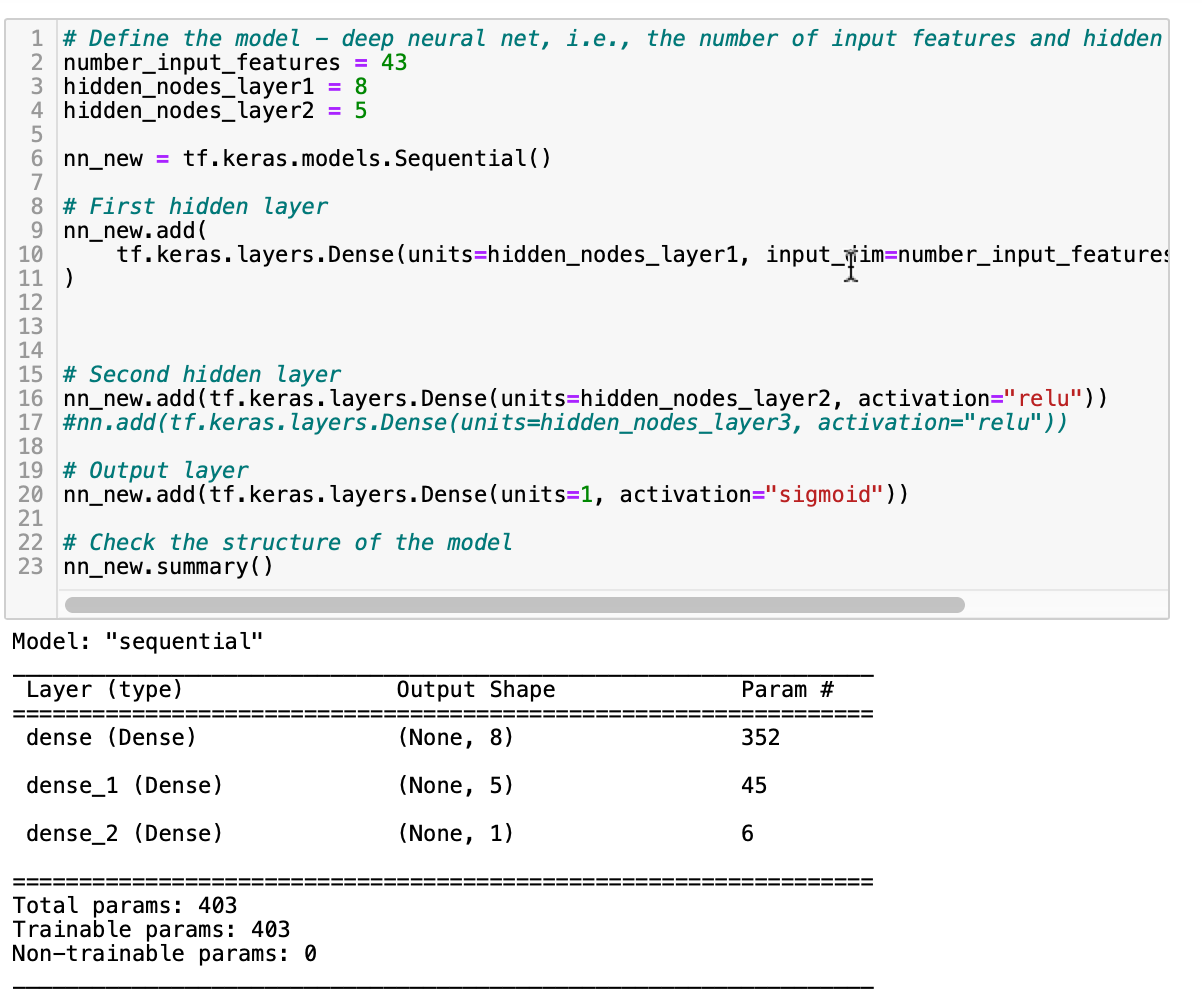 1 # Define the model – deep neural net, i.e., the number of input features and hidden
2 number_input_features = 43
3 hidden_nodes_layer1 = 8
4 hidden_nodes_layer2 = 5
5
6 nn_new = tf.keras.models.Sequential()
7
8 # First hidden layer
9 nn_new.add(
10     tf.keras.layers.Dense(units=hidden_nodes_layer1, input_dim=number_input_features
11 )
12
13
14
15 # Second hidden layer
16 nn_new.add(tf.keras.layers.Dense(units=hidden_nodes_layer2, activation="relu"))
17 #nn.add(tf.keras.layers.Dense(units=hidden_nodes_layer3, activation="relu"))
18
19 # Output layer
20 nn_new.add(tf.keras.layers.Dense(units=1, activation="sigmoid"))
21
22 # Check the structure of the model
23 nn_new.summary()
Model: "sequential"
Layer (type) Output Shape Param #
=================================================================
dense (Dense) (None, 8) 352
dense_1 (Dense) (None, 5) 45
dense_2 (Dense) (None, 1) 6
=================================================================
Total params: 403
Trainable params: 403
Non-trainable params: 0